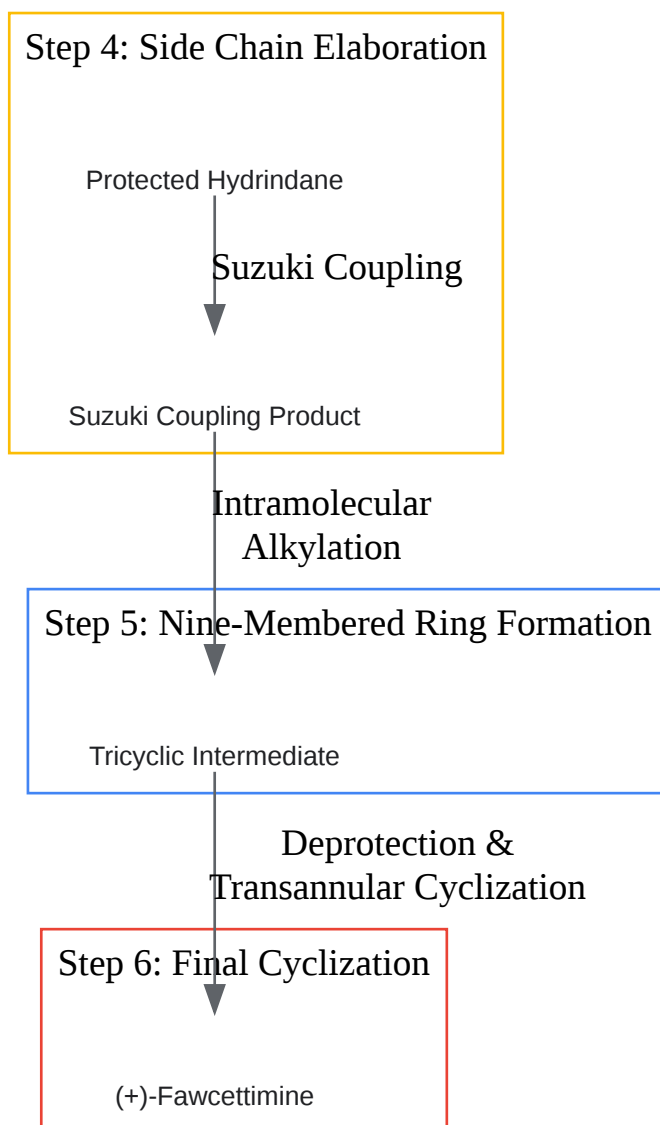 Step 4: Side Chain Elaboration
Protected Hydrindane
Suzuki Coupling
Suzuki Coupling Product
Intramolecular
Alkylation
Step 5: Nine-Membered Ring Formation
Tricyclic Intermediate
Deprotection &
Transannular Cyclization
Step 6: Final Cyclization
(+)-Fawcettimine